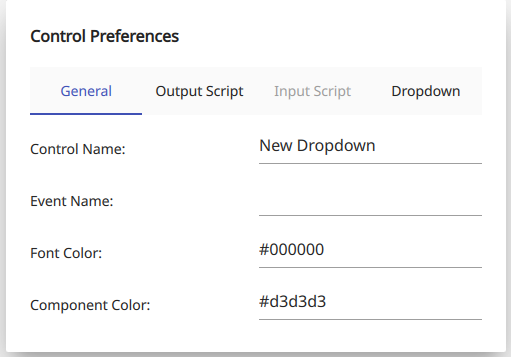 Control Preferences
General Output Script Input Script Dropdown
Control Name: New Dropdown
Event Name:
Font Color: #000000
Component Color: #d3d3d3